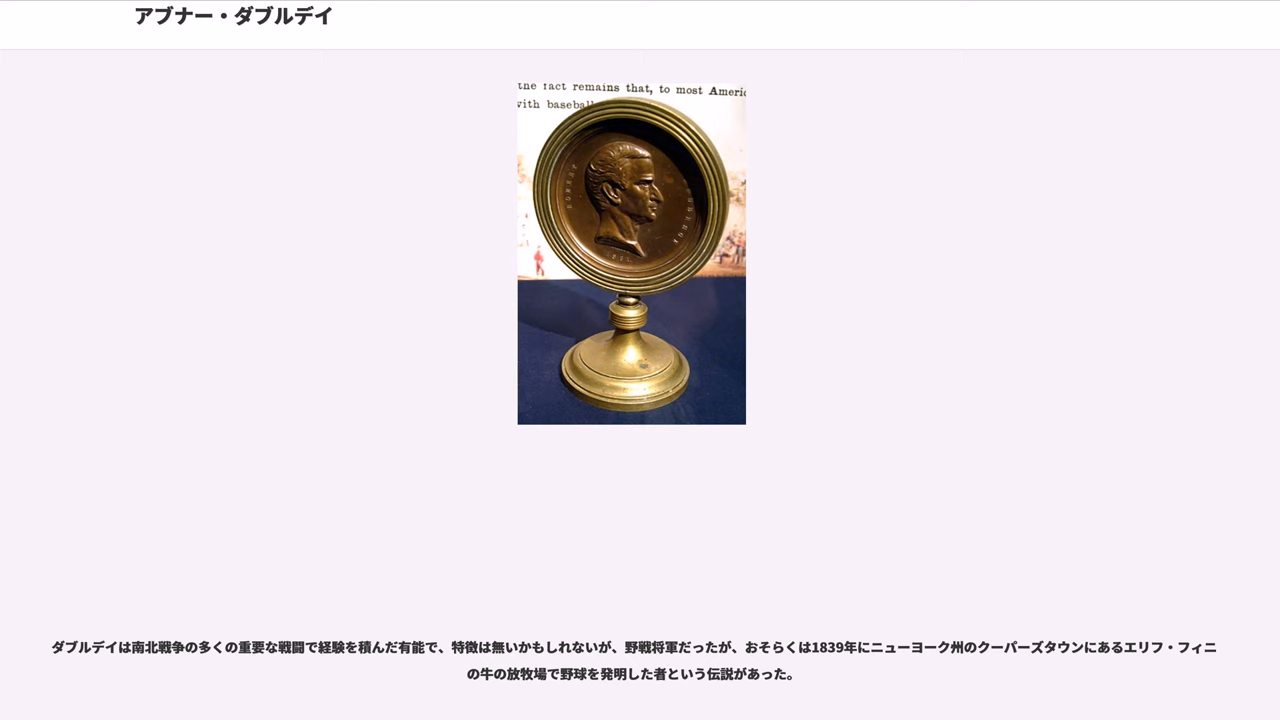 アブナー・ダブルデイ
the fact remains that, to most Americ
with baseball
ROBERT
ダブルデイは南北戦争の多くの重要な戦闘で経験を積んだ有能で、特徴は無いかもしれないが、野戦将軍だったが、おそらくは1839年にニューヨーク州のクーパーズタウンにあるエリフ・フィニ
の牛の放牧場で野球を発明した者という伝説があった。